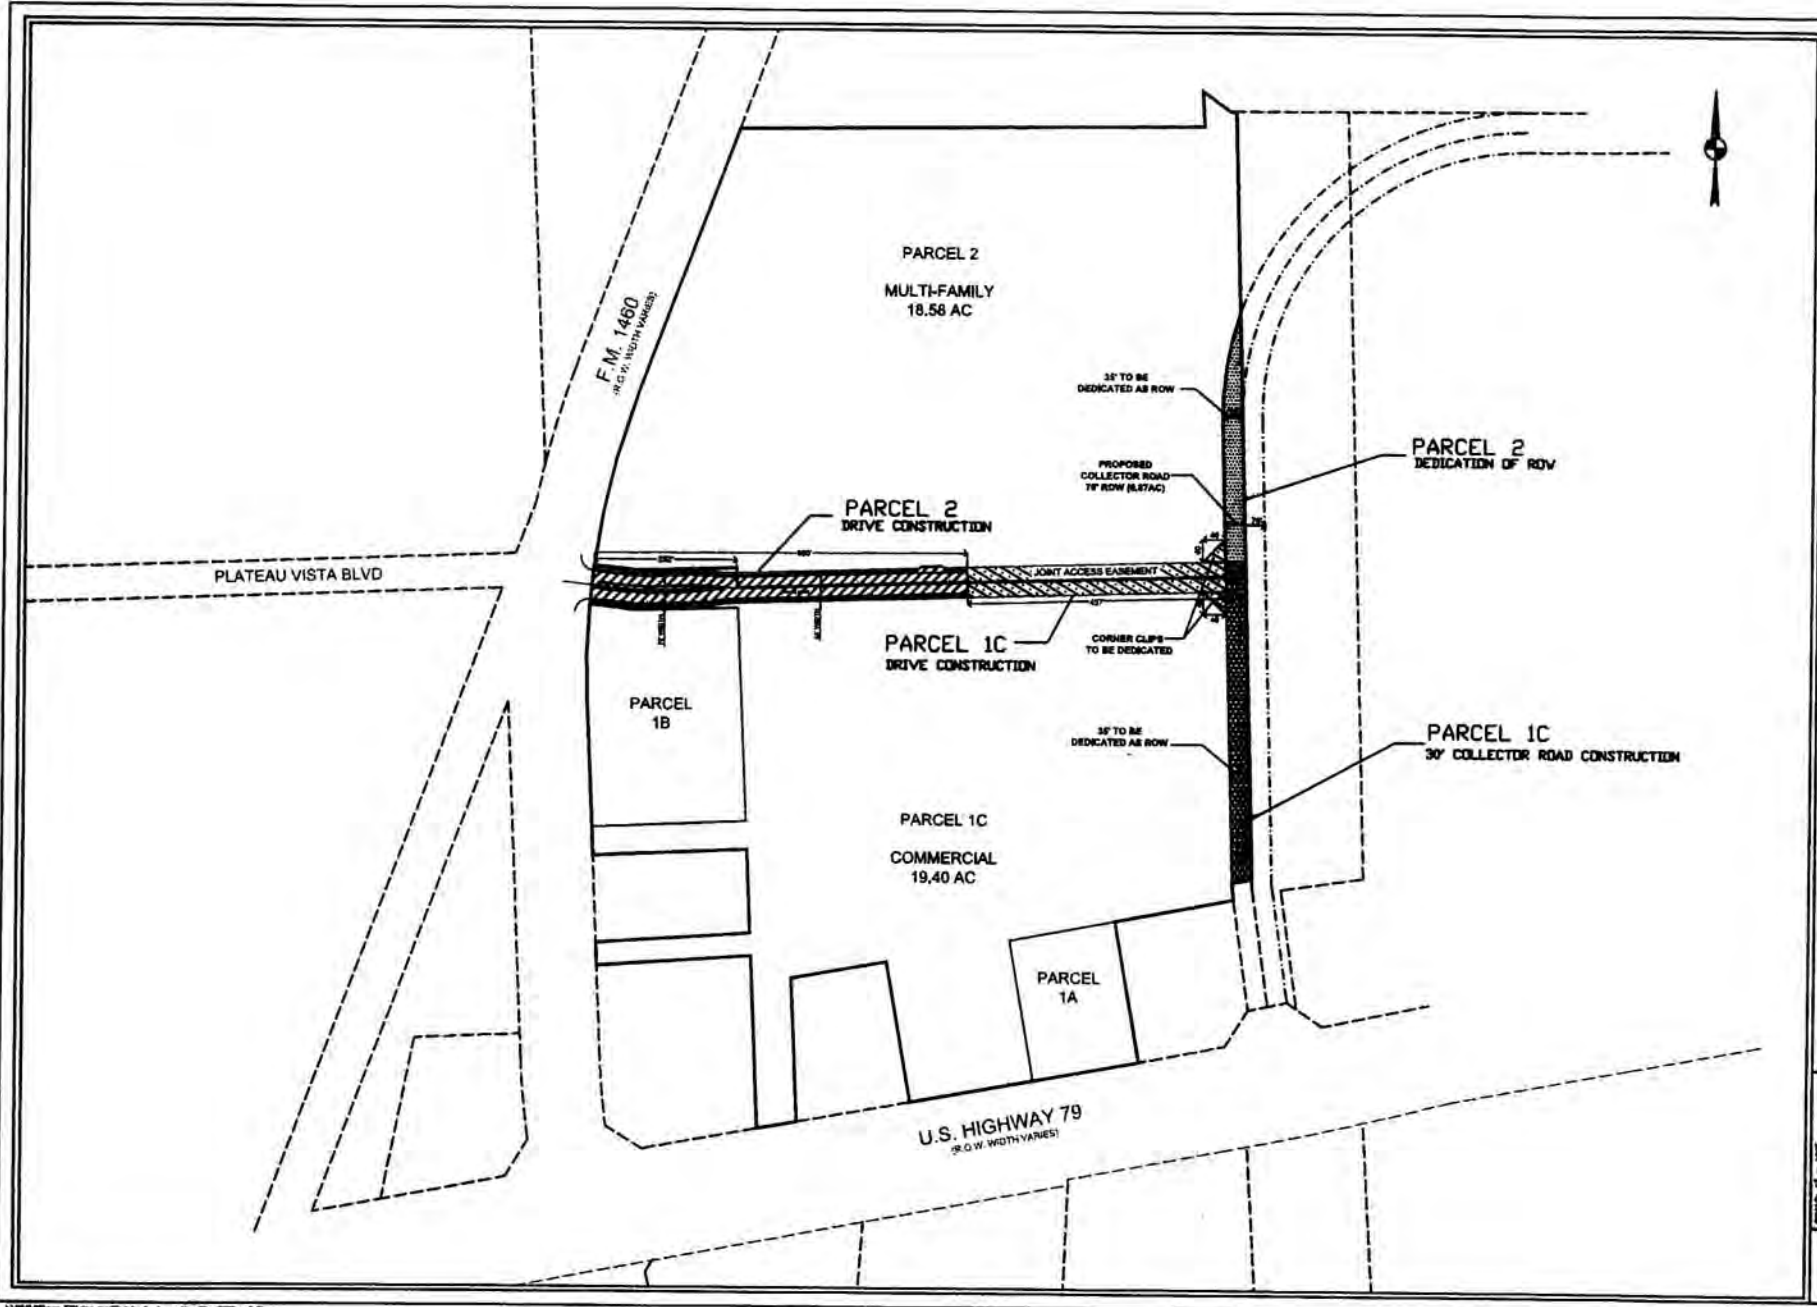 PARCEL 2
MULTI-FAMILY
18.58 AC
F.M. 1460
(R.O.W. WIDTH VARIES)
35' TO BE
DEDICATED AS ROW
PARCEL 2
DEDICATION OF ROW
PROPOSED
COLLECTOR ROAD
PARCEL 2
DRIVE CONSTRUCTION
PLATEAU VISTA BLVD
JOINT ACCESS EASEMENT
PARCEL 1C
DRIVE CONSTRUCTION
CORNER CLIPS
TO BE DEDICATED
PARCEL
1B
35' TO BE
DEDICATED AS ROW
PARCEL 1C
30' COLLECTOR ROAD CONSTRUCTION
PARCEL 1C
COMMERCIAL
19.40 AC
PARCEL
1A
U.S. HIGHWAY 79
(R.O.W. WIDTH VARIES)